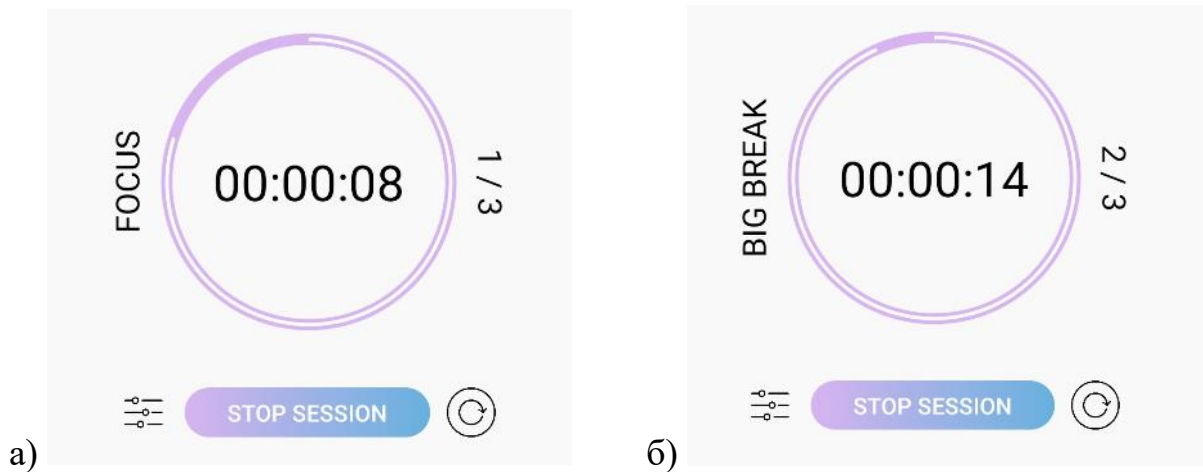 FOCUS
00:00:08
1 / 3
STOP SESSION
а)
BIG BREAK
00:00:14
2 / 3
STOP SESSION
б)